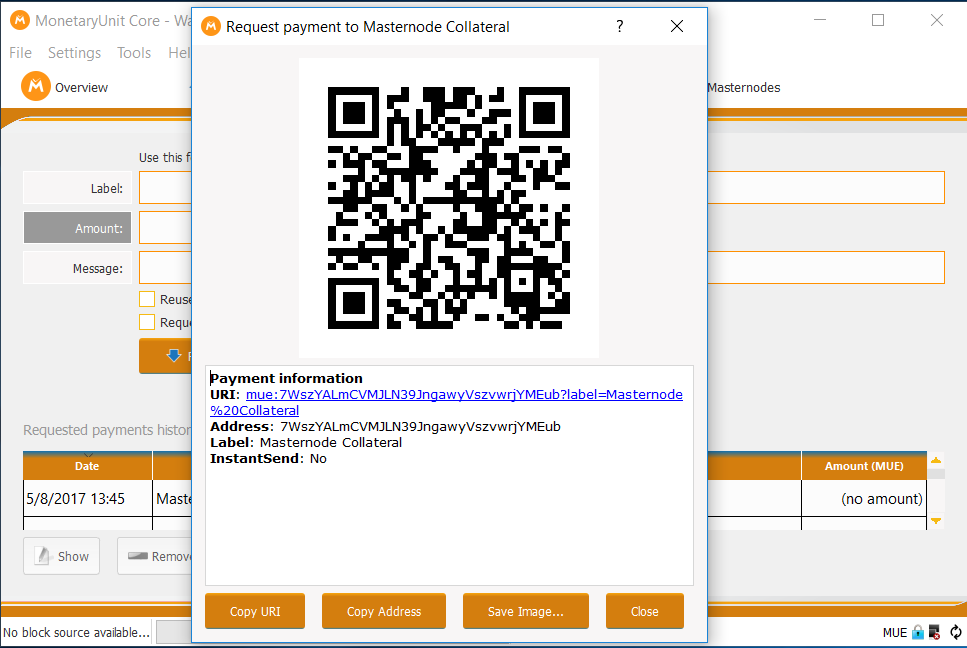 MonetaryUnit Core - Wa
Request payment to Masternode Collateral
?
File Settings Tools Hel
Overview
Masternodes
Use this f
Label:
Amount:
Message:
Reuse
Reque
Payment information
URI: mue:7WszYALmCVMJLN39JngawyVszvwrjYMEub?label=Masternode
%20Collateral
Address: 7WszYALmCVMJLN39JngawyVszvwrjYMEub
Label: Masternode Collateral
InstantSend: No
Requested payments histor
Date
Amount (MUE)
5/8/2017 13:45
Maste
(no amount)
Show
Remove
Copy URI
Copy Address
Save Image...
Close
No block source available...
MUE